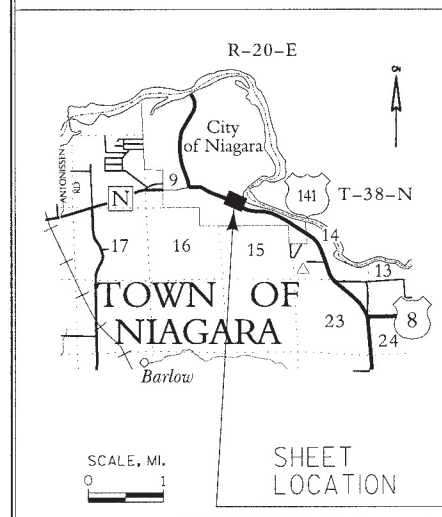 R-20-E
City
of Niagara
ANTONISSEN
RD
N
9
141
T-38-N
14
17
16
15
13
TOWN OF
NIAGARA
23
24
8
Barlow
SCALE, MI.
0 1
SHEET
LOCATION